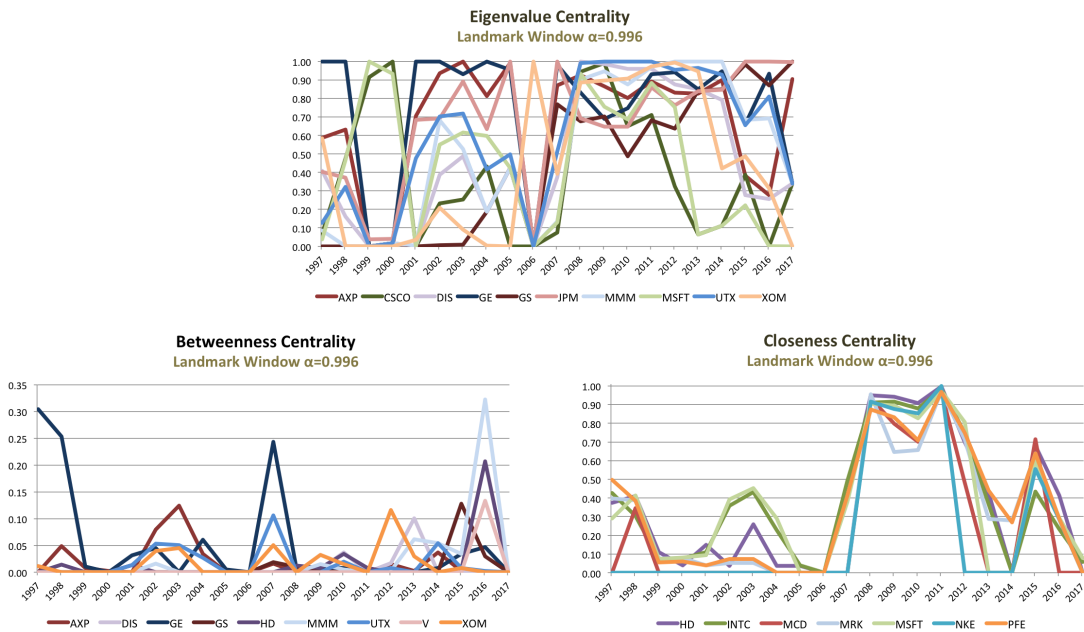 Eigenvalue Centrality
Landmark Window α=0.996
1.00
0.90
0.80
0.70
0.60
0.50
0.40
0.30
0.20
0.10
0.00
1997 1998 1999 2000 2001 2002 2003 2004 2005 2006 2007 2008 2009 2010 2011 2012 2013 2014 2015 2016 2017
AXP CSCO DIS GE GS JPM MMM MSFT UTX XOM
Betweenness Centrality
Landmark Window α=0.996
0.35
0.30
0.25
0.20
0.15
0.10
0.05
0.00
1997 1998 1999 2000 2001 2002 2003 2004 2005 2006 2007 2008 2009 2010 2011 2012 2013 2014 2015 2016 2017
AXP DIS GE GS HD MMM UTX V XOM
Closeness Centrality
Landmark Window α=0.996
1.00
0.90
0.80
0.70
0.60
0.50
0.40
0.30
0.20
0.10
0.00
1997 1998 1999 2000 2001 2002 2003 2004 2005 2006 2007 2008 2009 2010 2011 2012 2013 2014 2015 2016 2017
HD INTC MCD MRK MSFT NKE PFE